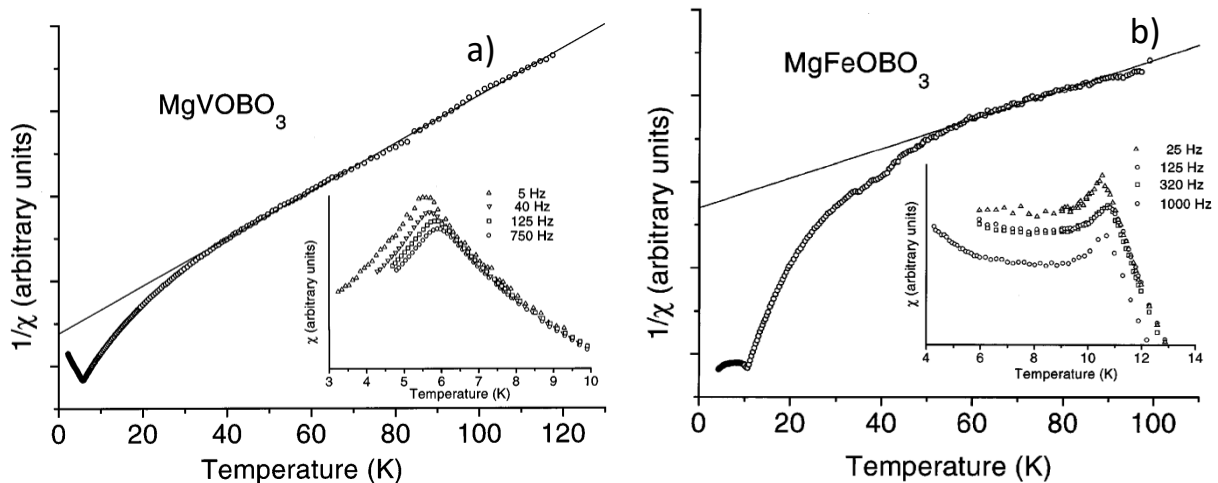 a)
MgVOBO3
1/χ (arbitrary units)
5 Hz
40 Hz
125 Hz
750 Hz
χ (arbitrary units)
3 4 5 6 7 8 9 10
Temperature (K)
0 20 40 60 80 100 120
Temperature (K)
b)
MgFeOBO3
1/χ (arbitrary units)
25 Hz
125 Hz
320 Hz
1000 Hz
χ (arbitrary units)
4 6 8 10 12 14
Temperature (K)
0 20 40 60 80 100
Temperature (K)